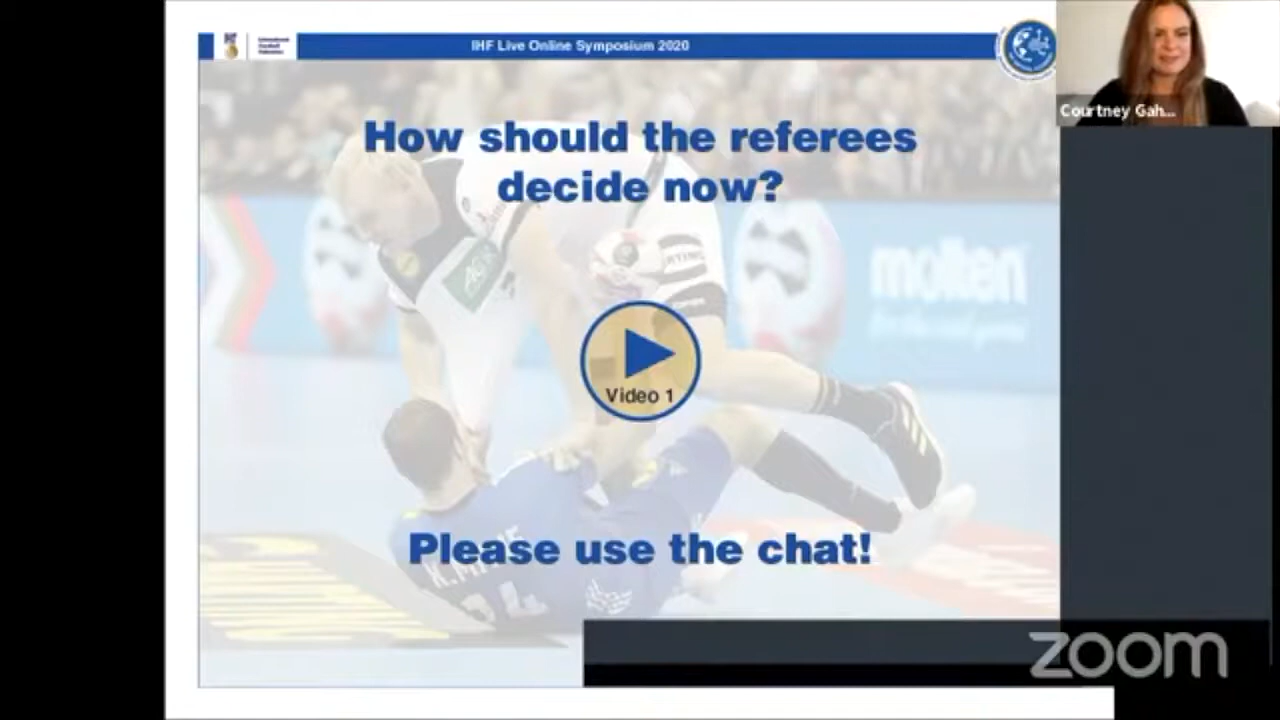 IHF Live Online Symposium 2020
Courtney Gah...
How should the referees
decide now?
molten
Video 1
Please use the chat!
zoom